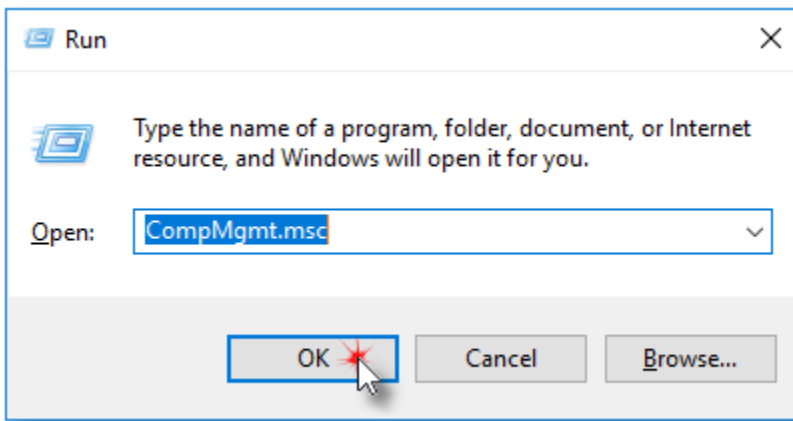 Run
Type the name of a program, folder, document, or Internet
resource, and Windows will open it for you.
Open: CompMgmt.msc
OK Cancel Browse...